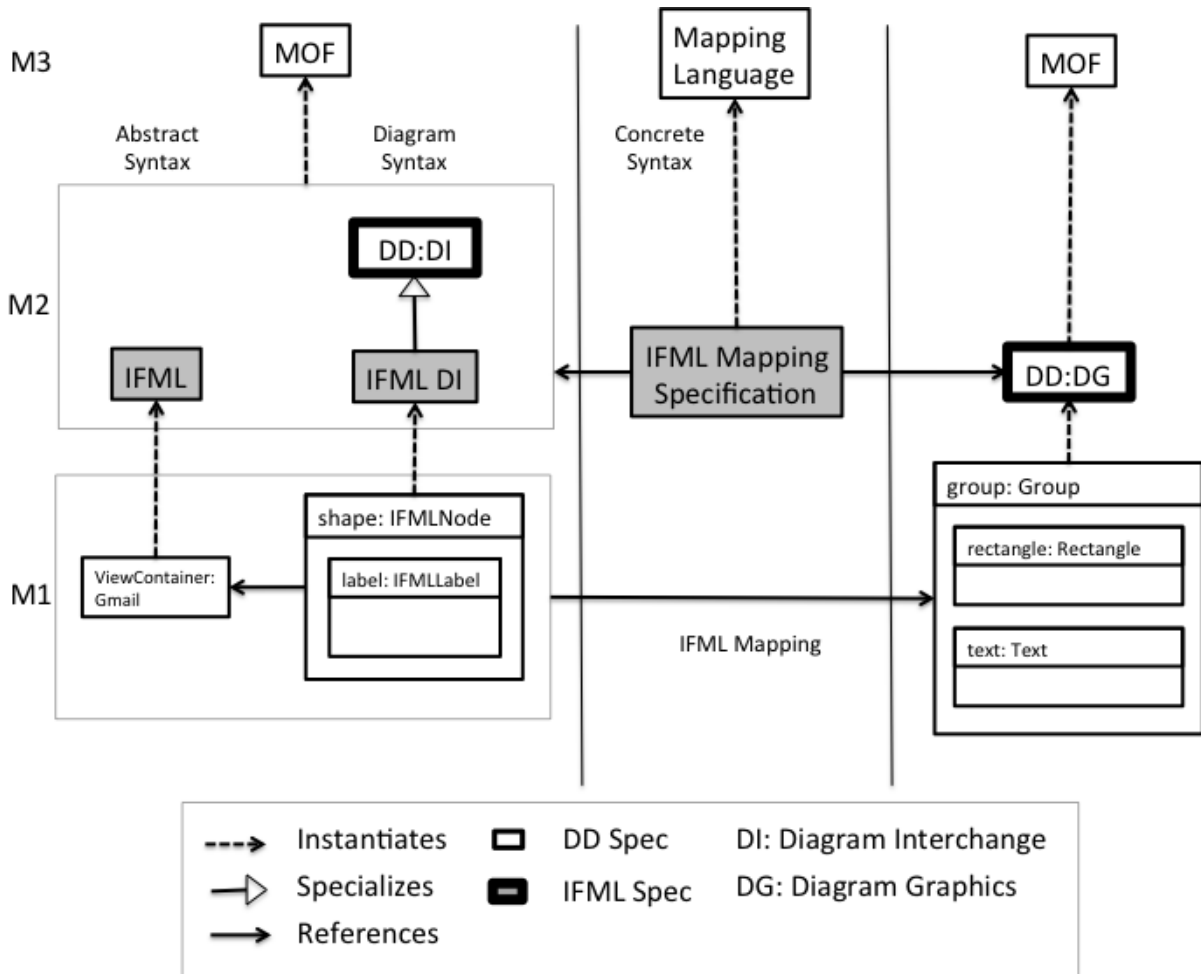 M3
MOF
Mapping
Language
MOF
Abstract
Syntax
Diagram
Syntax
Concrete
Syntax
M2
DD:DI
IFML
IFML DI
IFML Mapping
Specification
DD:DG
M1
ViewContainer:
Gmail
shape: IFMLNode
label: IFMLLabel
IFML Mapping
group: Group
rectangle: Rectangle
text: Text
Instantiates
DD Spec
DI: Diagram Interchange
Specializes
IFML Spec
DG: Diagram Graphics
References